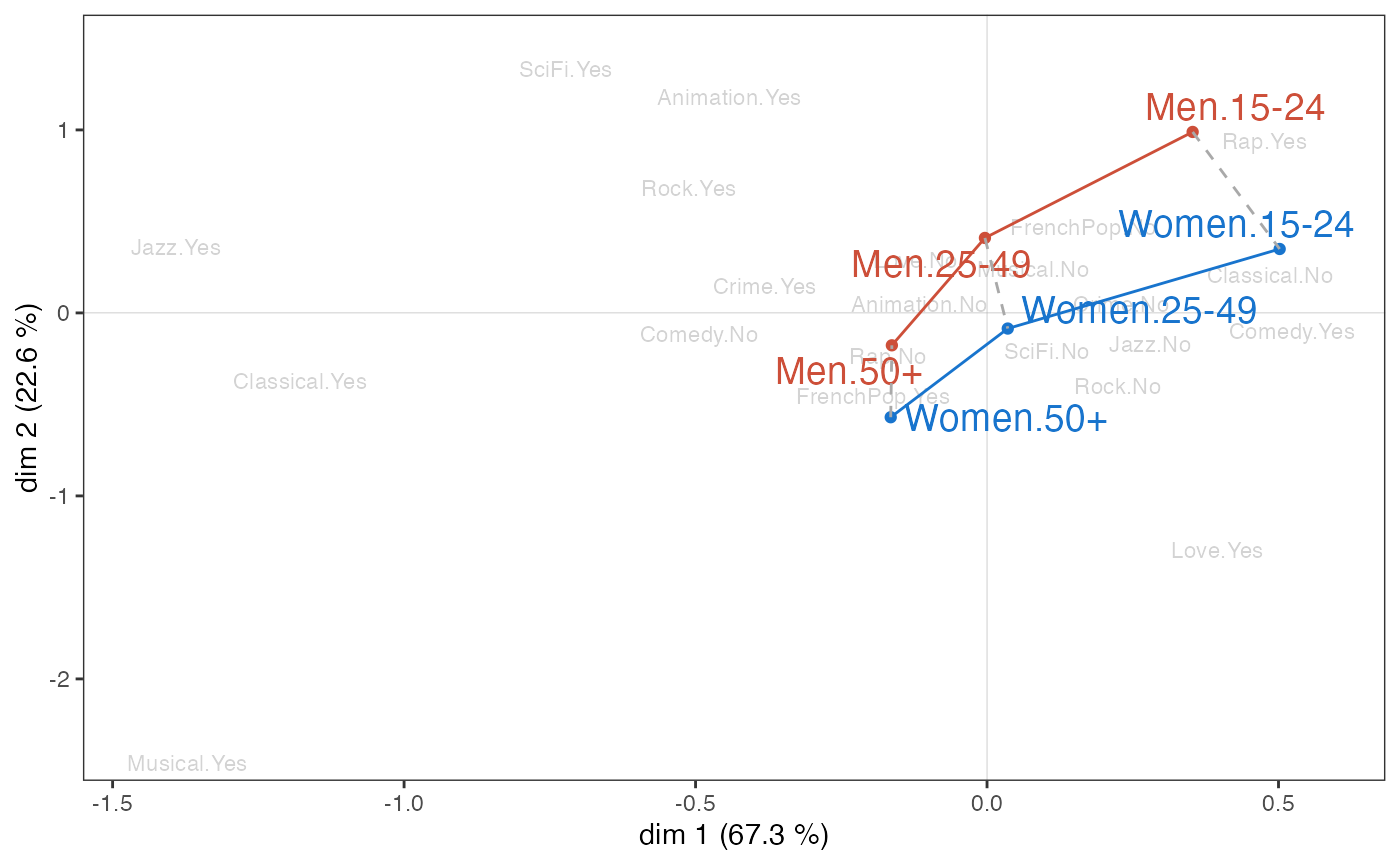 SciFi.Yes
Animation.Yes
Men.15-24
1
Rap.Yes
Rock.Yes
FrenchPop.No
Women.15-24
Jazz.Yes
Love.No
Men.25-49
Musical.No
Classical.No
Crime.Yes
Animation.No
Women.25-49
Crime.No
0
Comedy.No
Comedy.Yes
Rap.No
SciFi.No
Jazz.No
Men.50+
Classical.Yes
Rock.No
FrenchPop.Yes
Women.50+
-1
Love.Yes
-2
Musical.Yes
dim 2 (22.6 %)
-1.5 -1.0 -0.5 0.0 0.5
dim 1 (67.3 %)